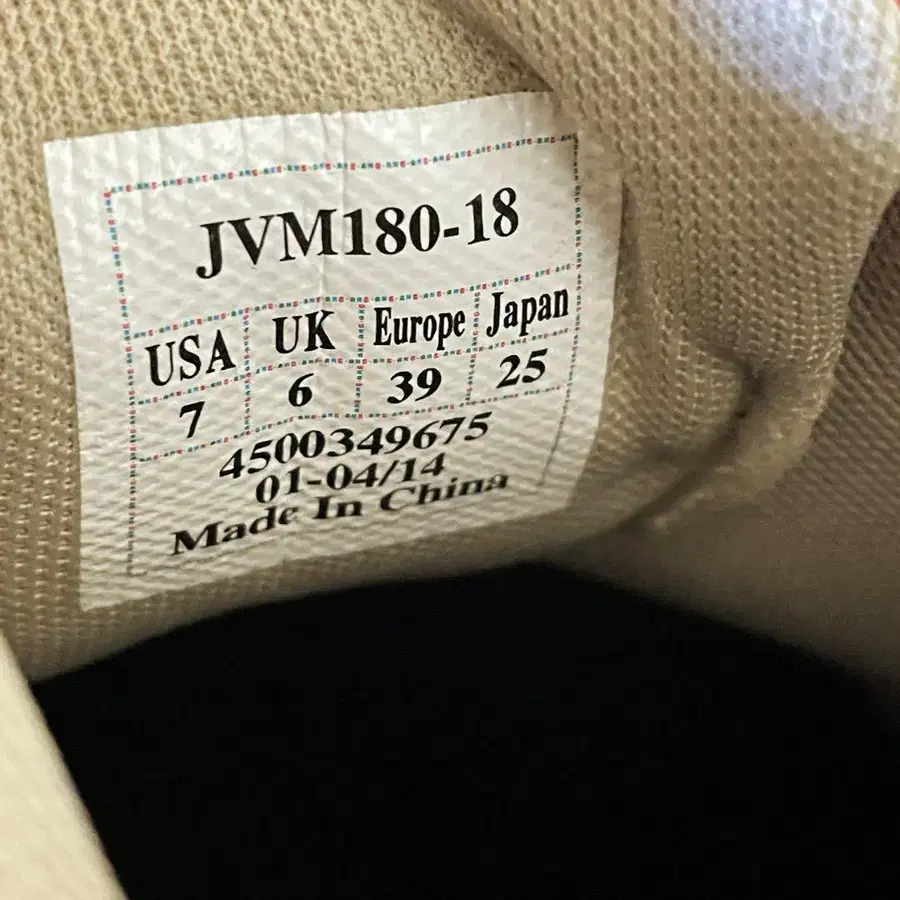 JVM180-18
USA UK Europe Japan
7 6 39 25
4500349675
01-04/14
Made In China